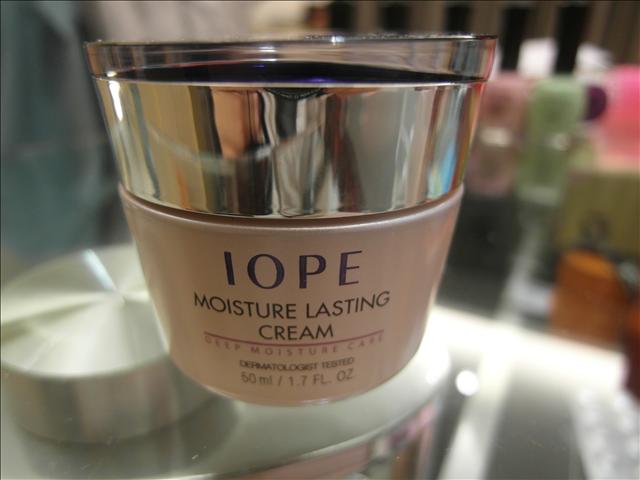 IOPE
MOISTURE LASTING
CREAM
DEEP MOISTURE CARE
DERMATOLOGIST TESTED
50 ml / 1.7 FL. OZ.